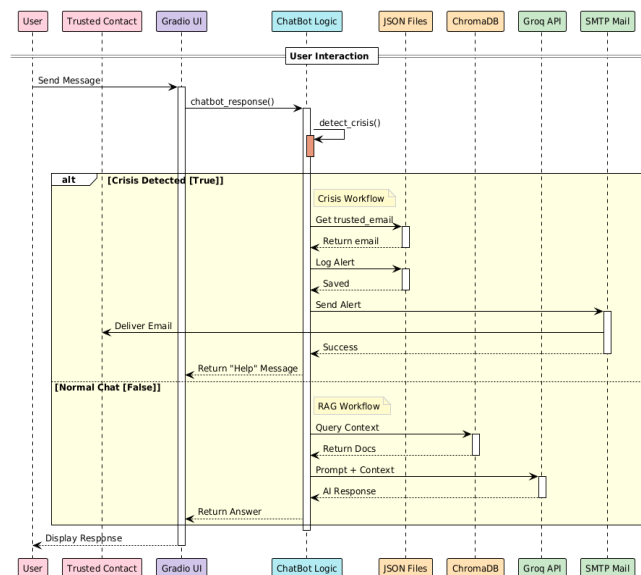 User Trusted Contact Gradio UI ChatBot Logic JSON Files ChromaDB Groq API SMTP Mail
User Interaction
Send Message
chatbot_response()
detect_crisis()
alt [Crisis Detected [True]]
Crisis Workflow
Get trusted_email
Return email
Log Alert
Saved
Send Alert
Deliver Email
Success
Return "Help" Message
[Normal Chat [False]]
RAG Workflow
Query Context
Return Docs
Prompt + Context
AI Response
Return Answer
Display Response
User Trusted Contact Gradio UI ChatBot Logic JSON Files ChromaDB Groq API SMTP Mail